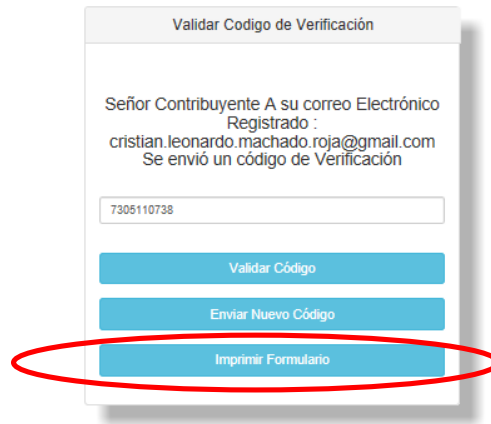 Validar Codigo de Verificación
Señor Contribuyente A su correo Electrónico
Registrado :
cristian.leonardo.machado.roja@gmail.com
Se envió un código de Verificación
7305110738
Validar Código
Enviar Nuevo Código
Imprimir Formulario